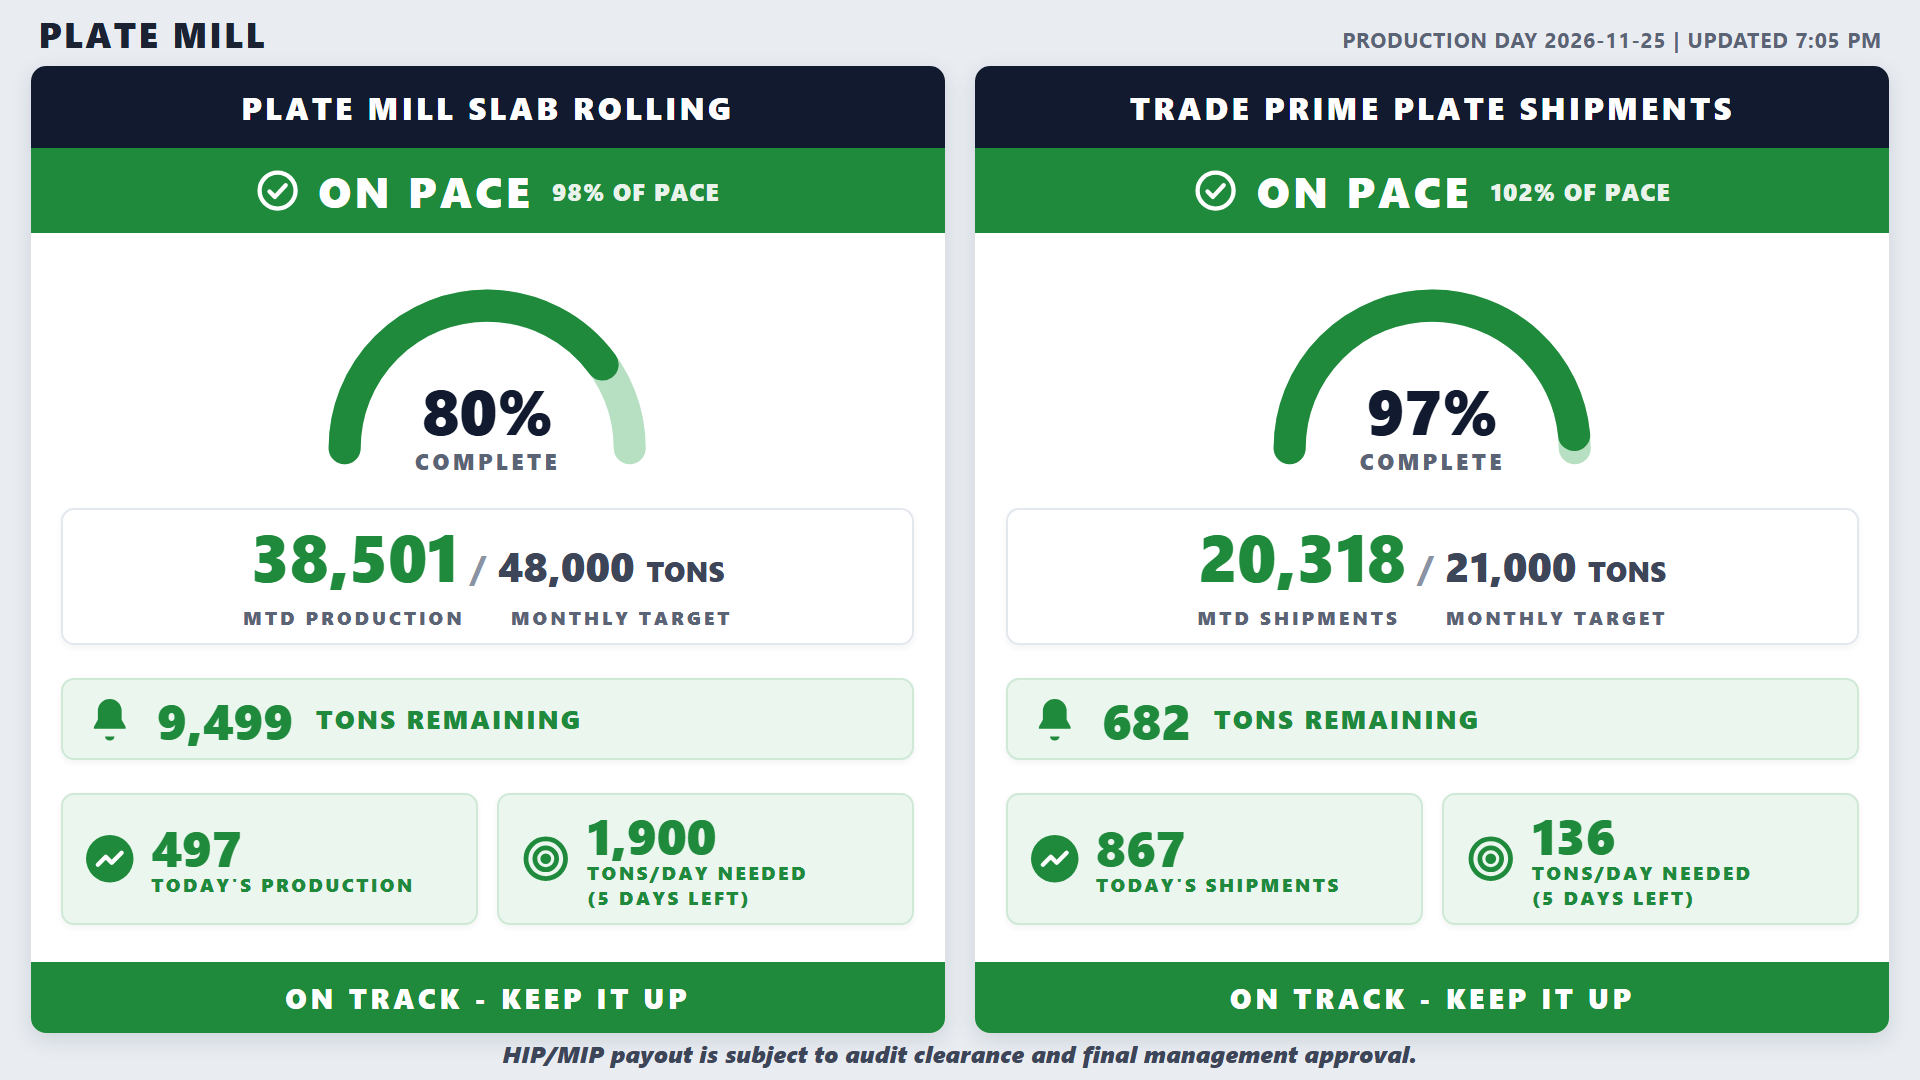 PLATE MILL
PRODUCTION DAY 2026-11-25 | UPDATED 7:05 PM
PLATE MILL SLAB ROLLING
ON PACE 98% OF PACE
80%
COMPLETE
38,501 / 48,000 TONS
MTD PRODUCTION MONTHLY TARGET
9,499 TONS REMAINING
497
TODAY'S PRODUCTION
1,900
TONS/DAY NEEDED
(5 DAYS LEFT)
ON TRACK - KEEP IT UP
TRADE PRIME PLATE SHIPMENTS
ON PACE 102% OF PACE
97%
COMPLETE
20,318 / 21,000 TONS
MTD SHIPMENTS MONTHLY TARGET
682 TONS REMAINING
867
TODAY'S SHIPMENTS
136
TONS/DAY NEEDED
(5 DAYS LEFT)
ON TRACK - KEEP IT UP
HIP/MIP payout is subject to audit clearance and final management approval.